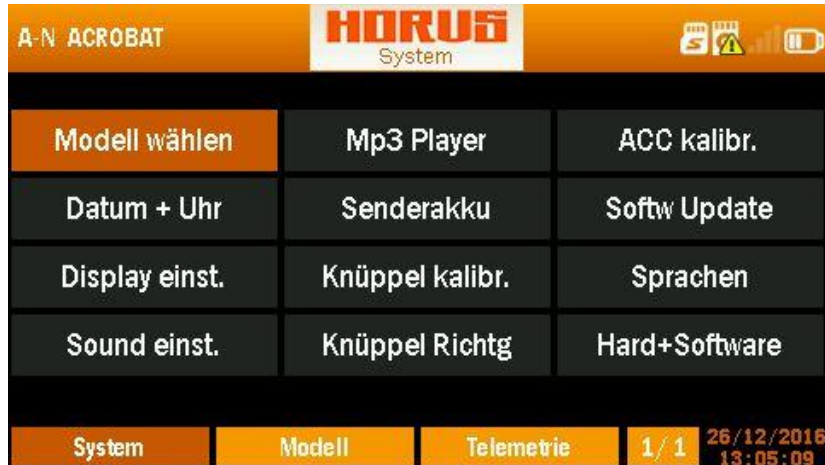 A-N ACROBAT
HORUS
System
Modell wählen Mp3 Player ACC kalibr.
Datum + Uhr Senderakku Softw Update
Display einst. Knüppel kalibr. Sprachen
Sound einst. Knüppel Richtg Hard+Software
System Modell Telemetrie 1/1 26/12/2016
13:05:09